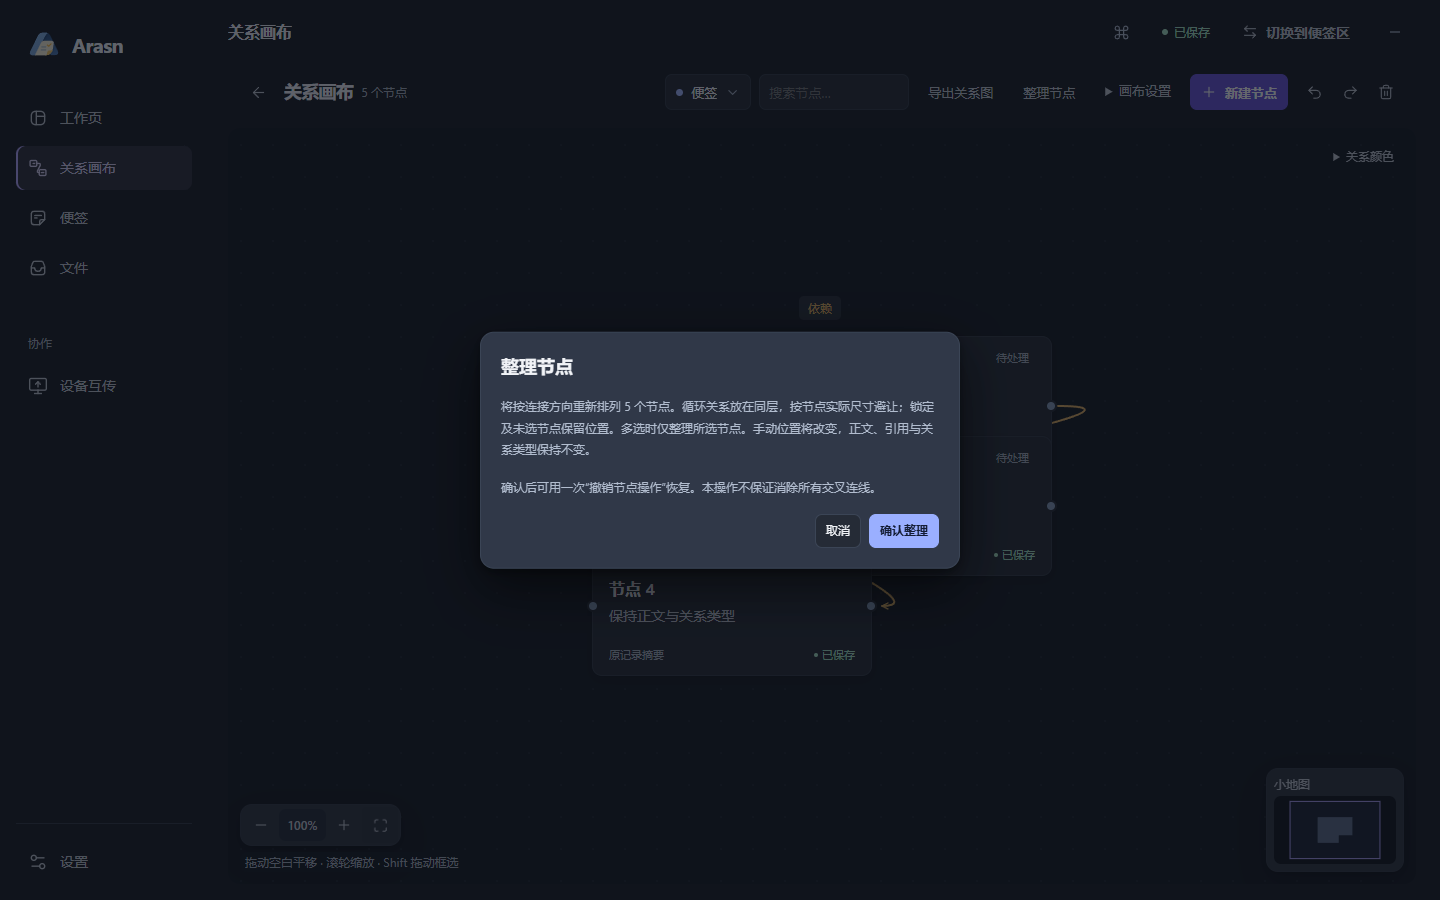 Arasn
关系画布
已保存
切换到便签区
关系画布 5 个节点
便签
搜索节点...
导出关系图
整理节点
画布设置
新建节点
工作页
关系画布
便签
文件
协作
设备互传
设置
关系颜色
依赖
待处理
待处理
已保存
整理节点
将按连接方向重新排列 5 个节点。循环关系放在同层，按节点实际尺寸避让；锁定
及未选节点保留位置。多选时仅整理所选节点。手动位置将改变，正文、引用与关
系类型保持不变。
确认后可用一次“撤销节点操作”恢复。本操作不保证消除所有交叉连线。
取消
确认整理
节点 4
保持正文与关系类型
原记录摘要
已保存
100%
拖动空白平移 · 滚轮缩放 · Shift 拖动框选
小地图